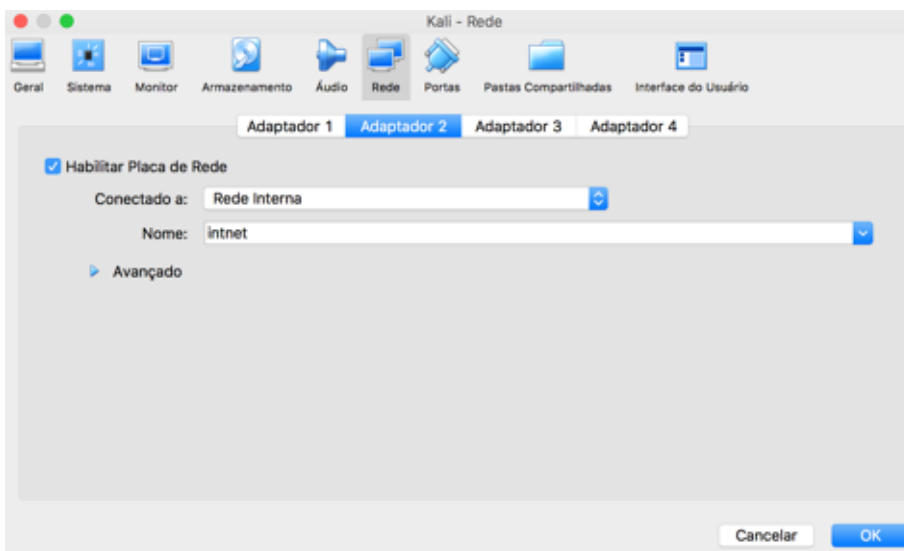 Kali - Rede
Geral Sistema Monitor Armazenamento Áudio Rede Portas Pastas Compartilhadas Interface do Usuário
Adaptador 1 Adaptador 2 Adaptador 3 Adaptador 4
Habilitar Placa de Rede
Conectado a: Rede Interna
Nome: intnet
Avançado
Cancelar OK